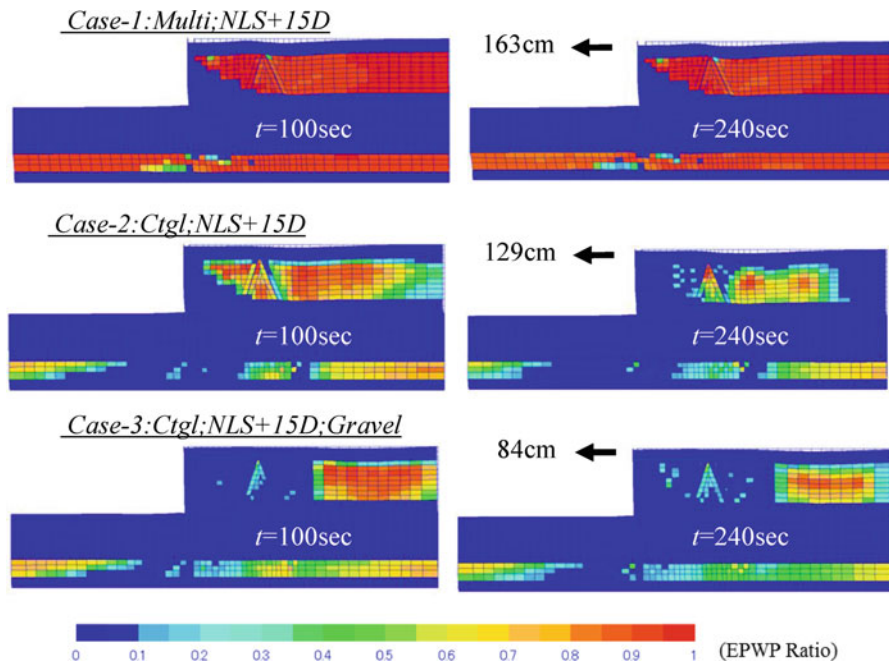 Case-1:Multi;NLS+15D
163cm
t=100sec
t=240sec
Case-2:Ctgl;NLS+15D
129cm
t=100sec
t=240sec
Case-3:Ctgl;NLS+15D;Gravel
84cm
t=100sec
t=240sec
0 0.1 0.2 0.3 0.4 0.5 0.6 0.7 0.8 0.9 1 (EPWP Ratio)